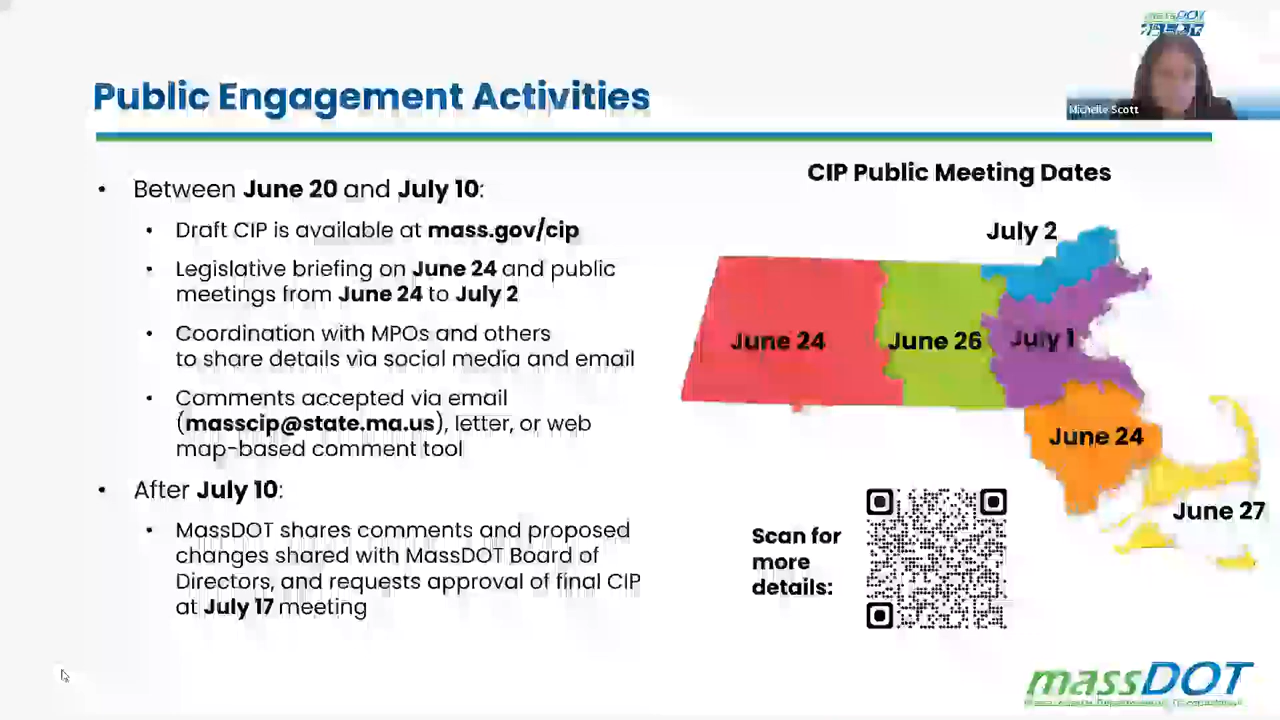 massDOT
Michelle Scott
Public Engagement Activities
• Between June 20 and July 10:
• Draft CIP is available at mass.gov/cip
• Legislative briefing on June 24 and public
meetings from June 24 to July 2
• Coordination with MPOs and others
to share details via social media and email
• Comments accepted via email
(masscip@state.ma.us), letter, or web
map-based comment tool
• After July 10:
• MassDOT shares comments and proposed
changes shared with MassDOT Board of
Directors, and requests approval of final CIP
at July 17 meeting
CIP Public Meeting Dates
July 2
June 24
June 26
July 1
June 24
June 27
Scan for
more
details:
massDOT